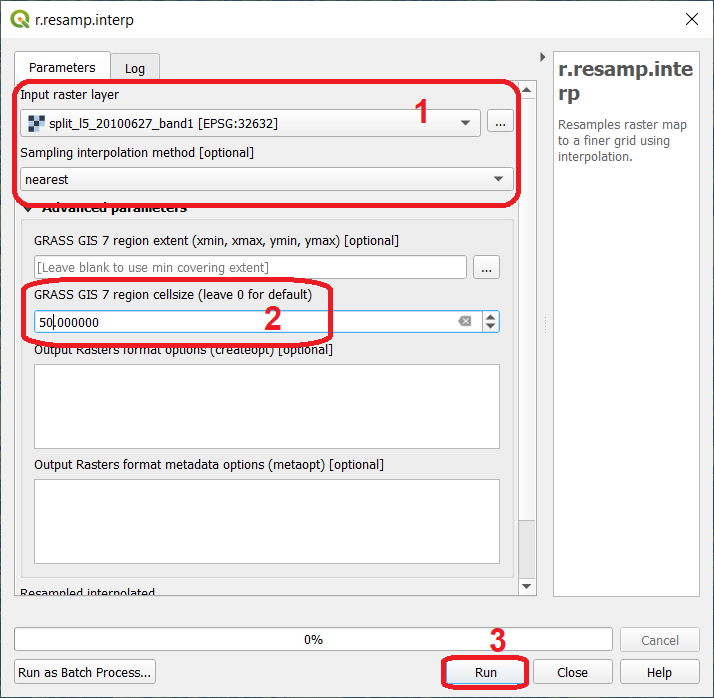 r.resamp.interp
Parameters
Log
Input raster layer
1
split_l5_20100627_band1 [EPSG:32632]
...
Sampling interpolation method [optional]
nearest
Advanced parameters
GRASS GIS 7 region extent (xmin, xmax, ymin, ymax) [optional]
[Leave blank to use min covering extent]
...
GRASS GIS 7 region cellsize (leave 0 for default)
50.000000
2
Output Rasters format options (createopt) [optional]
Output Rasters format metadata options (metaopt) [optional]
Resampled interpolated
r.resamp.inte
rp
Resamples raster map
to a finer grid using
interpolation.
0%
3
Cancel
Run as Batch Process...
Run
Close
Help